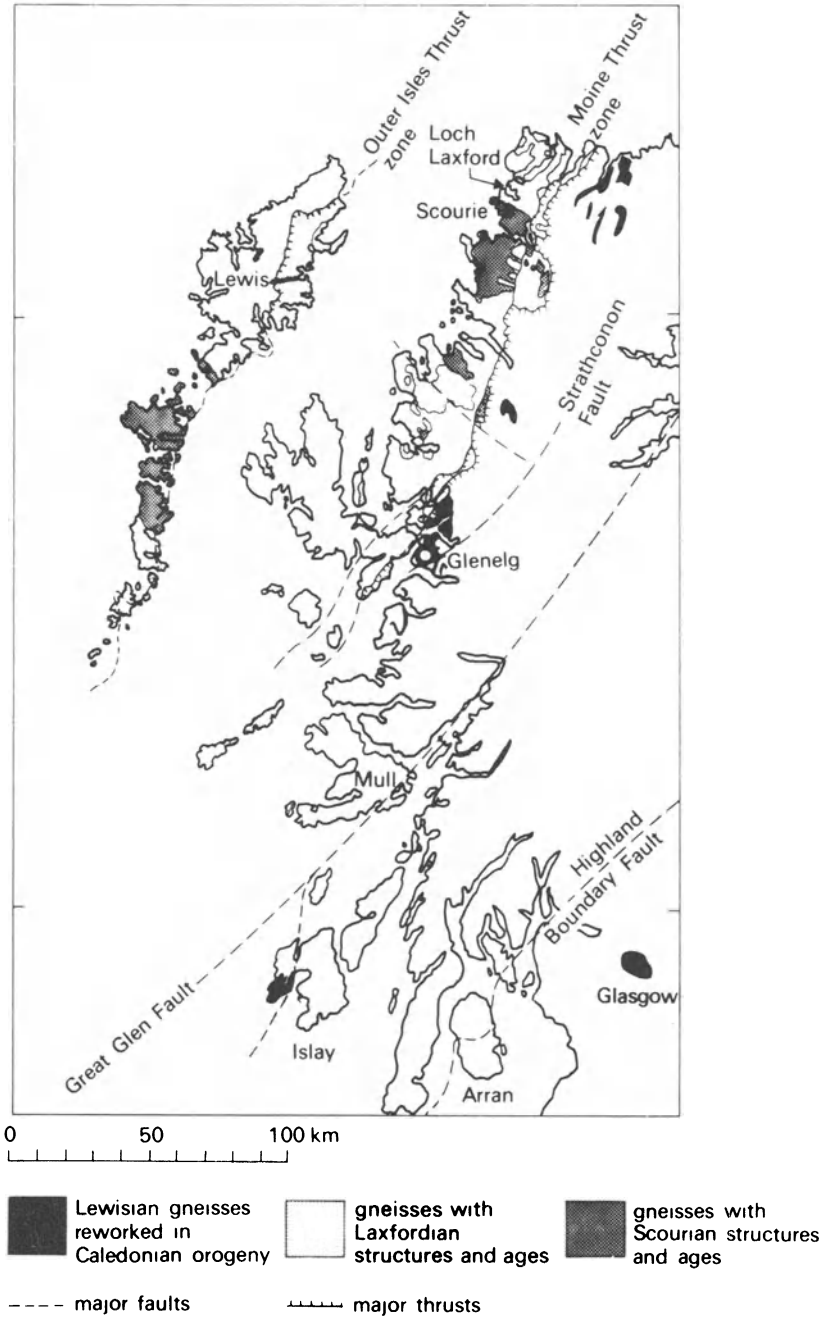 Outer Isles Thrust
zone
Moine Thrust
zone
Loch
Laxford
Scourie
Lewis
Strathconon
Fault
Glenelg
Mull
Highland
Boundary Fault
Great Glen Fault
Glasgow
Islay
Arran
0 50 100 km
Lewisian gneisses
reworked in
Caledonian orogeny
gneisses with
Laxfordian
structures and ages
gneisses with
Scourian structures
and ages
major faults
major thrusts